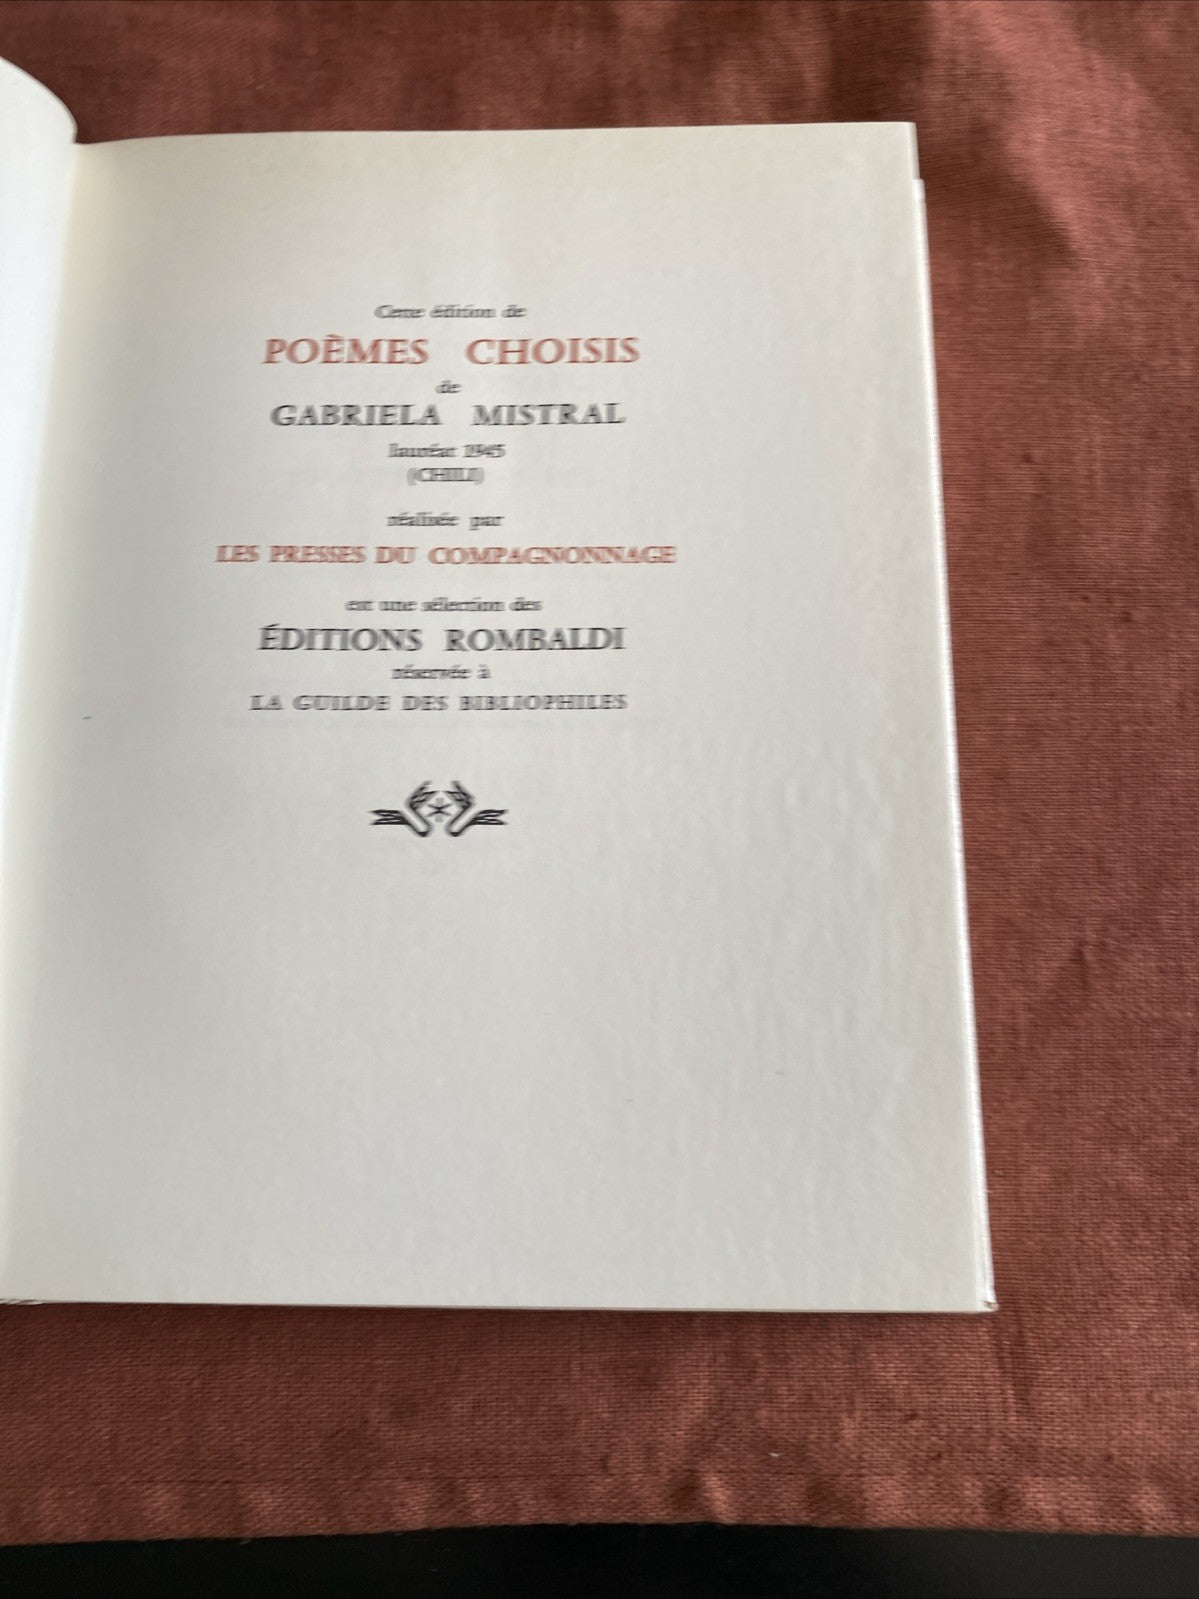 Cette édition de
POÈMES CHOISIS
de
GABRIELA MISTRAL
lauréat 1945
(CHILI)
réalisée par
LES PRESSES DU COMPAGNONNAGE
est une sélection des
ÉDITIONS ROMBALDI
réservée à
LA GUILDE DES BIBLIOPHILES